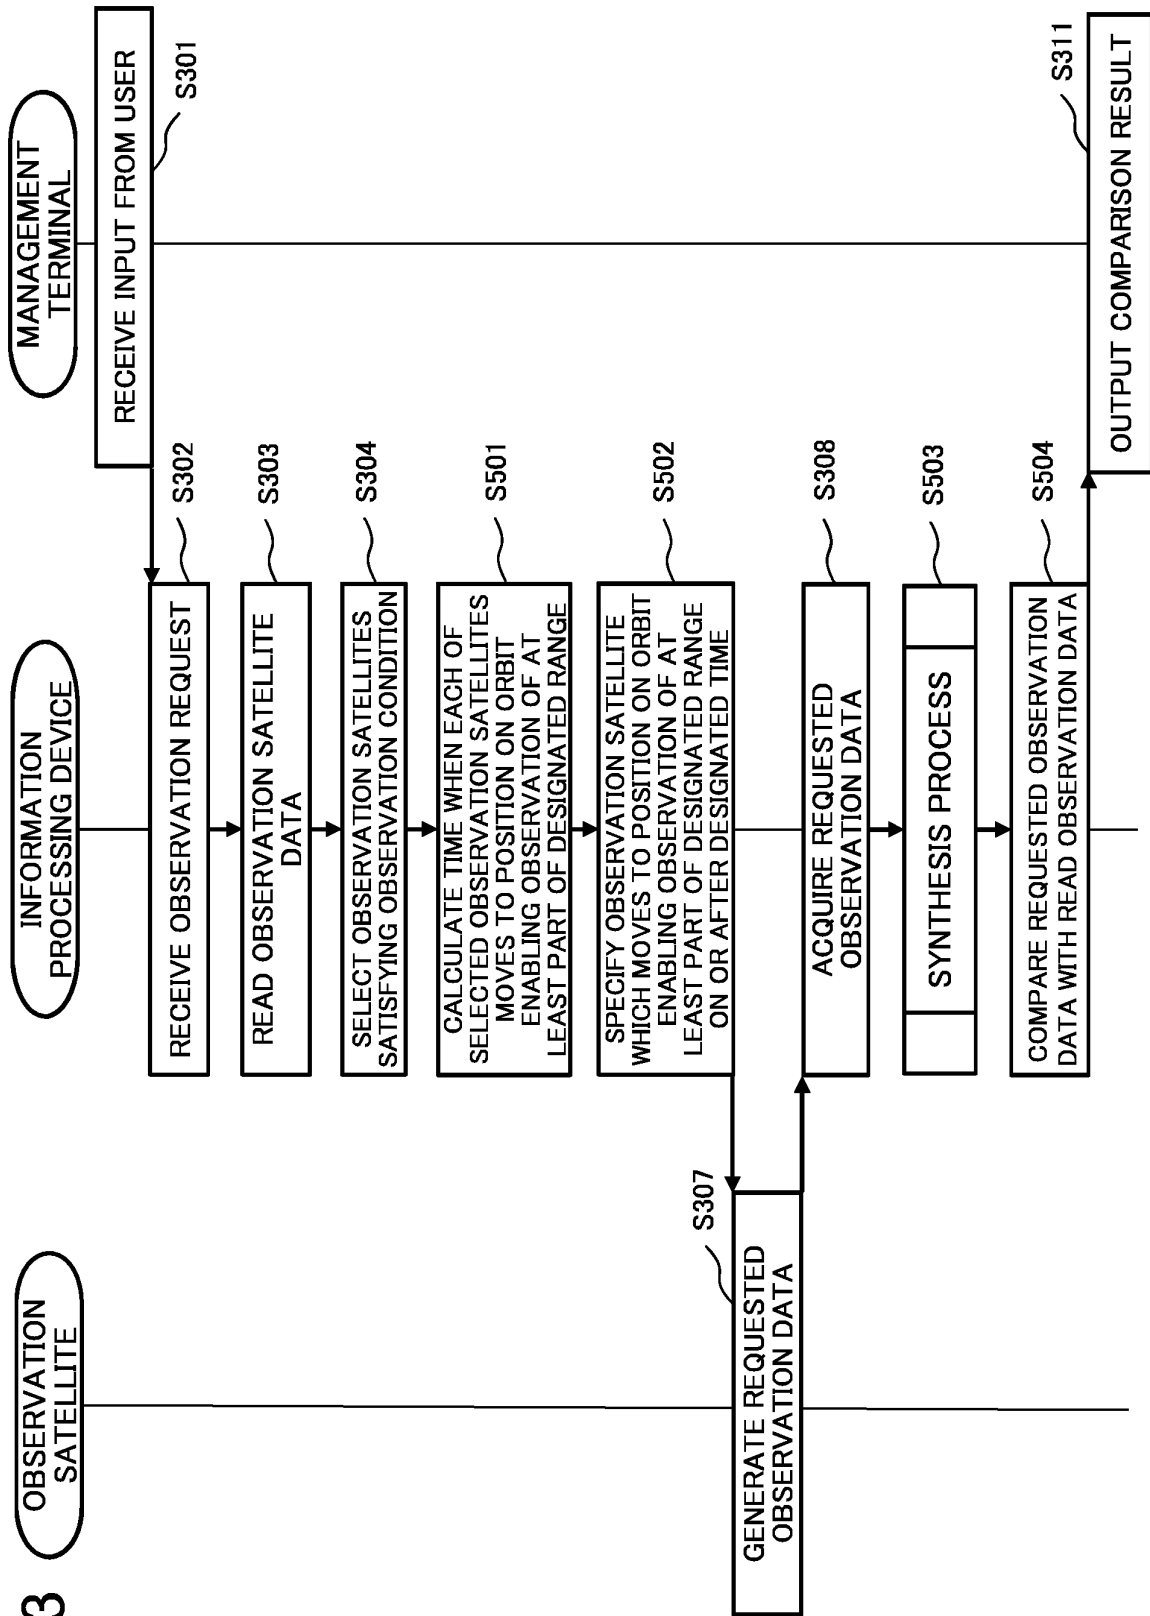 3
OBSERVATION
SATELLITE
INFORMATION
PROCESSING DEVICE
MANAGEMENT
TERMINAL
RECEIVE INPUT FROM USER
S301
RECEIVE OBSERVATION REQUEST
S302
READ OBSERVATION SATELLITE
DATA
S303
SELECT OBSERVATION SATELLITES
SATISFYING OBSERVATION CONDITION
S304
CALCULATE TIME WHEN EACH OF
SELECTED OBSERVATION SATELLITES
MOVES TO POSITION ON ORBIT
ENABLING OBSERVATION OF AT
LEAST PART OF DESIGNATED RANGE
S501
SPECIFY OBSERVATION SATELLITE
WHICH MOVES TO POSITION ON ORBIT
ENABLING OBSERVATION OF AT
LEAST PART OF DESIGNATED RANGE
ON OR AFTER DESIGNATED TIME
S502
GENERATE REQUESTED
OBSERVATION DATA
S307
ACQUIRE REQUESTED
OBSERVATION DATA
S308
SYNTHESIS PROCESS
S503
COMPARE REQUESTED OBSERVATION
DATA WITH READ OBSERVATION DATA
S504
OUTPUT COMPARISON RESULT
S311